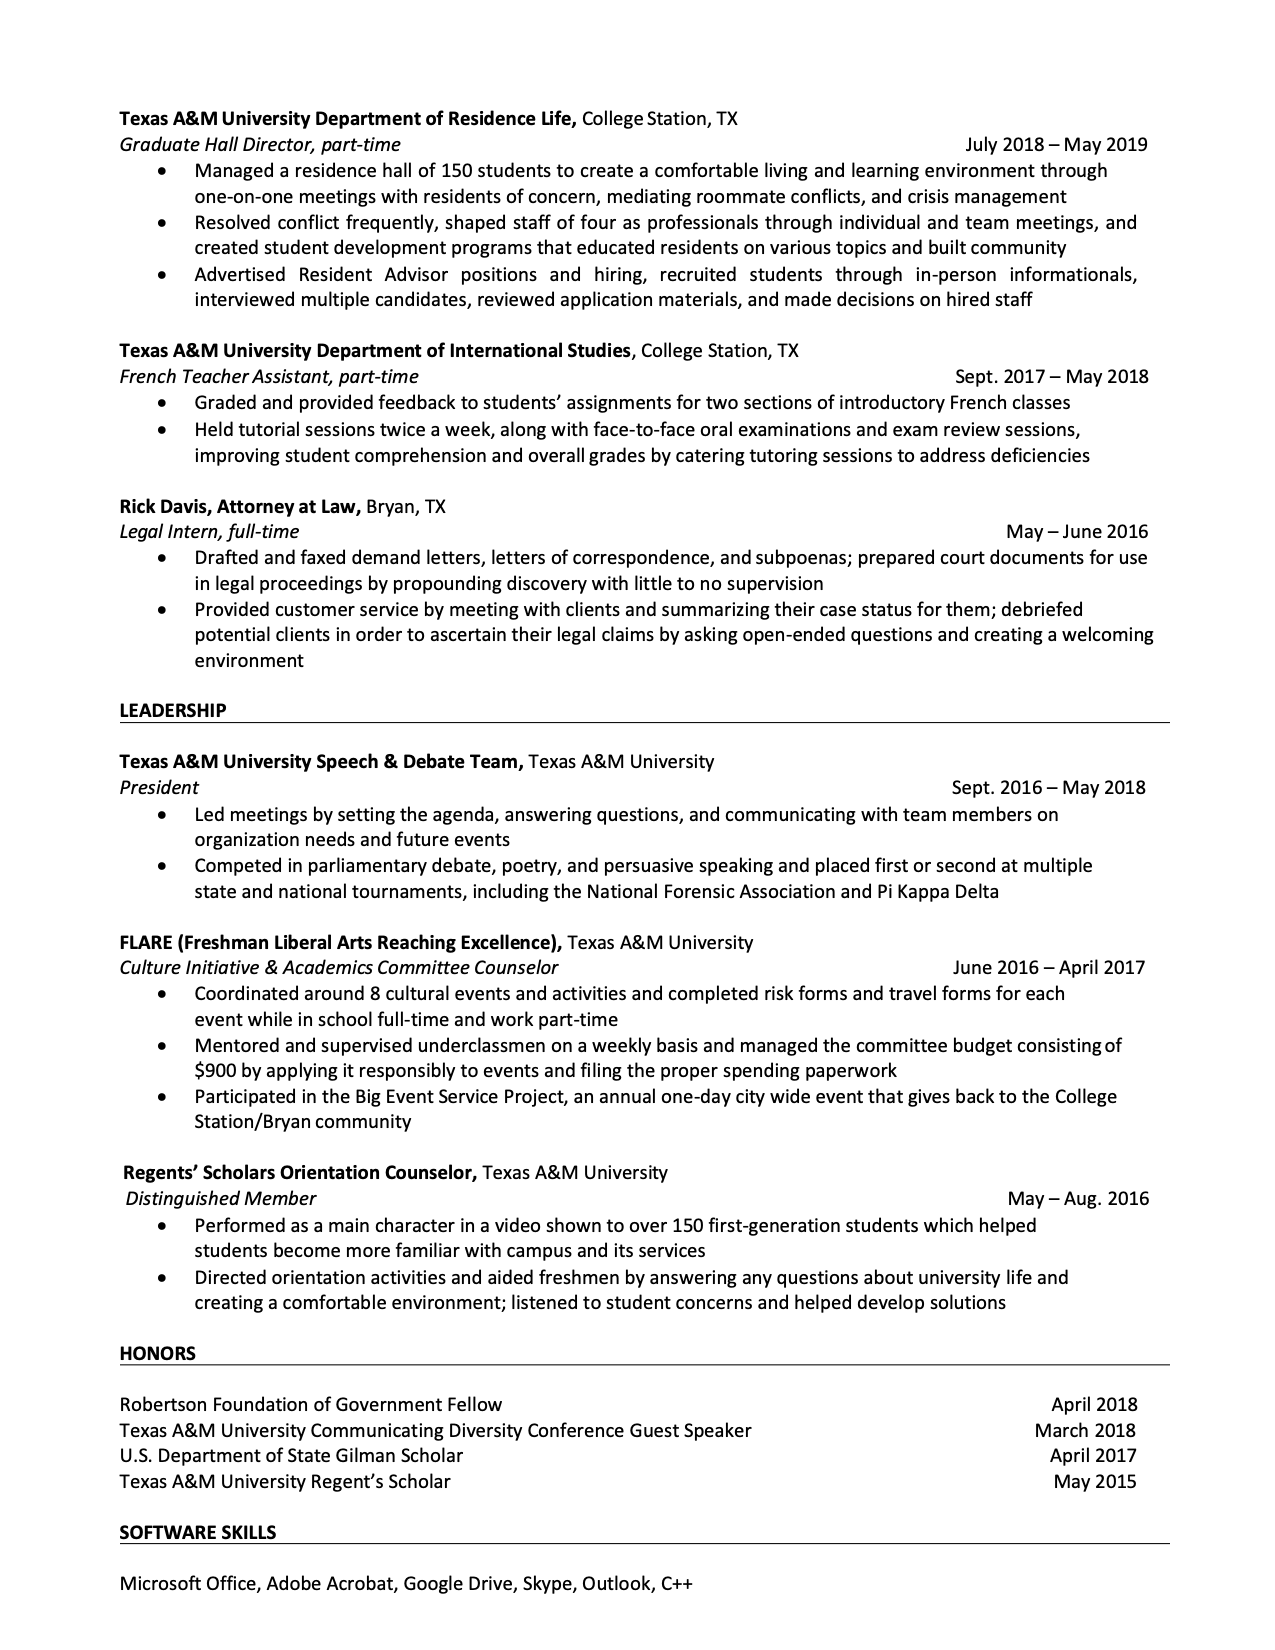 Texas A&M University Department of Residence Life, College Station, TX
Graduate Hall Director, part-time July 2018 – May 2019
• Managed a residence hall of 150 students to create a comfortable living and learning environment through
one-on-one meetings with residents of concern, mediating roommate conflicts, and crisis management
• Resolved conflict frequently, shaped staff of four as professionals through individual and team meetings, and
created student development programs that educated residents on various topics and built community
• Advertised Resident Advisor positions and hiring, recruited students through in-person informationals,
interviewed multiple candidates, reviewed application materials, and made decisions on hired staff
Texas A&M University Department of International Studies, College Station, TX
French Teacher Assistant, part-time Sept. 2017 – May 2018
• Graded and provided feedback to students’ assignments for two sections of introductory French classes
• Held tutorial sessions twice a week, along with face-to-face oral examinations and exam review sessions,
improving student comprehension and overall grades by catering tutoring sessions to address deficiencies
Rick Davis, Attorney at Law, Bryan, TX
Legal Intern, full-time May – June 2016
• Drafted and faxed demand letters, letters of correspondence, and subpoenas; prepared court documents for use
in legal proceedings by propounding discovery with little to no supervision
• Provided customer service by meeting with clients and summarizing their case status for them; debriefed
potential clients in order to ascertain their legal claims by asking open-ended questions and creating a welcoming
environment
LEADERSHIP
Texas A&M University Speech & Debate Team, Texas A&M University
President Sept. 2016 – May 2018
• Led meetings by setting the agenda, answering questions, and communicating with team members on
organization needs and future events
• Competed in parliamentary debate, poetry, and persuasive speaking and placed first or second at multiple
state and national tournaments, including the National Forensic Association and Pi Kappa Delta
FLARE (Freshman Liberal Arts Reaching Excellence), Texas A&M University
Culture Initiative & Academics Committee Counselor June 2016 – April 2017
• Coordinated around 8 cultural events and activities and completed risk forms and travel forms for each
event while in school full-time and work part-time
• Mentored and supervised underclassmen on a weekly basis and managed the committee budget consisting of
$900 by applying it responsibly to events and filing the proper spending paperwork
• Participated in the Big Event Service Project, an annual one-day city wide event that gives back to the College
Station/Bryan community
Regents’ Scholars Orientation Counselor, Texas A&M University
Distinguished Member May – Aug. 2016
• Performed as a main character in a video shown to over 150 first-generation students which helped
students become more familiar with campus and its services
• Directed orientation activities and aided freshmen by answering any questions about university life and
creating a comfortable environment; listened to student concerns and helped develop solutions
HONORS
Robertson Foundation of Government Fellow April 2018
Texas A&M University Communicating Diversity Conference Guest Speaker March 2018
U.S. Department of State Gilman Scholar April 2017
Texas A&M University Regent’s Scholar May 2015
SOFTWARE SKILLS
Microsoft Office, Adobe Acrobat, Google Drive, Skype, Outlook, C++